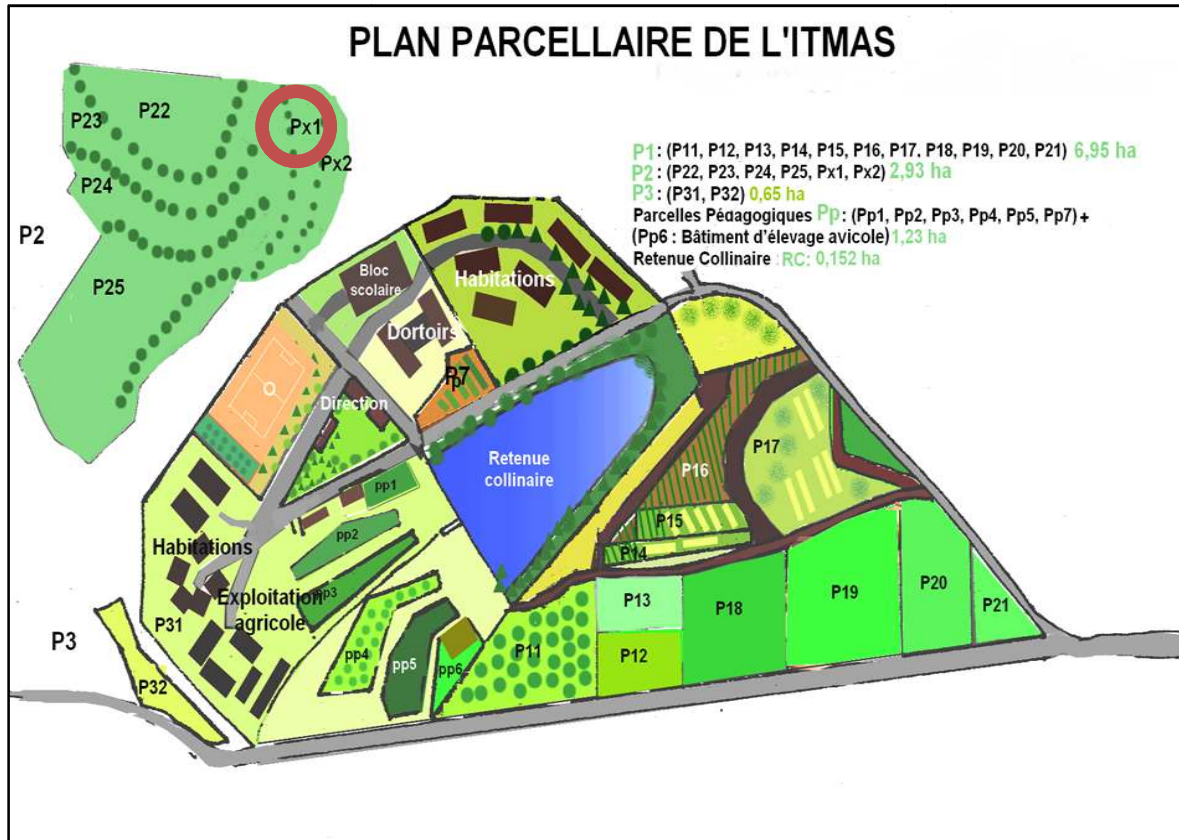 PLAN PARCELLAIRE DE L'ITMAS
P1: (P11, P12, P13, P14, P15, P16, P17. P18, P19, P20, P21) 6,95 ha
P2: (P22, P23. P24, P25, Px1, Px2) 2,93 ha
P3: (P31, P32) 0,65 ha
Parcelles Pédagogiques Pp: (Pp1, Pp2, Pp3, Pp4, Pp5, Pp7) +
(Pp6 : Bâtiment d'élevage avicole) 1,23 ha
Retenue Collinaire : RC: 0,152 ha
P22
P23
Px1
Px2
P24
P2
P25
Bloc
scolaire
Habitations
Dortoirs
Pp7
Direction
Retenue
collinaire
P17
P16
P15
P14
pp1
pp2
pp3
Habitations
Exploitation
agricole
P31
P3
P32
pp4
pp5
pp6
P11
P13
P12
P18
P19
P20
P21